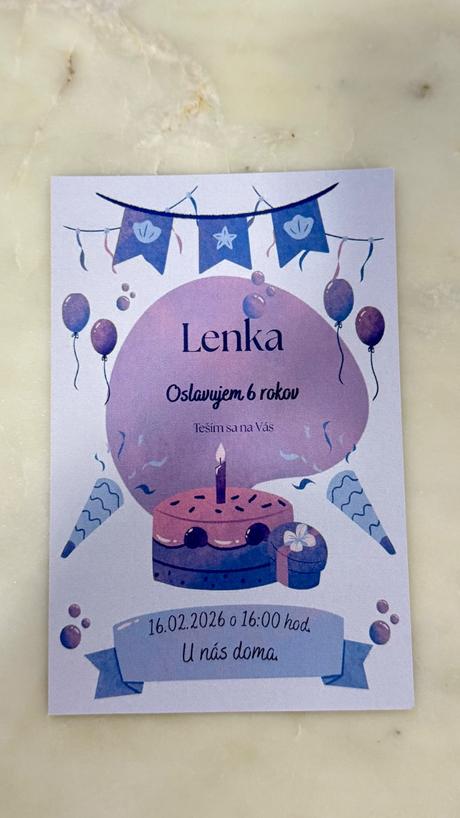 Lenka
Oslavujem 6 rokov
Teším sa na Vás
16.02.2026 o 16:00 hod.
U nás doma.